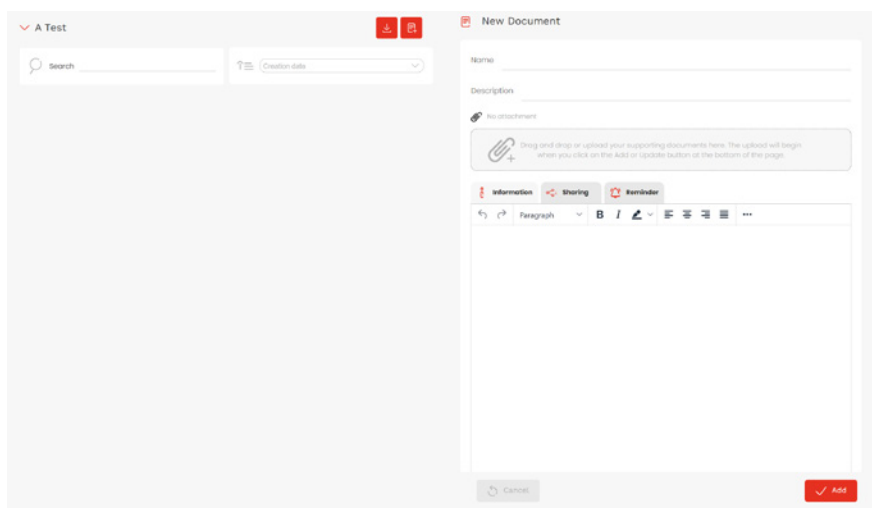 A Test
Search
Creation date
New Document
Name
Description
No attachment
Drag and drop or upload your supporting documents here. The upload will begin
when you click on the Add or Update button at the bottom of the page.
Information Sharing Reminder
Paragraph B I
Cancel
Add